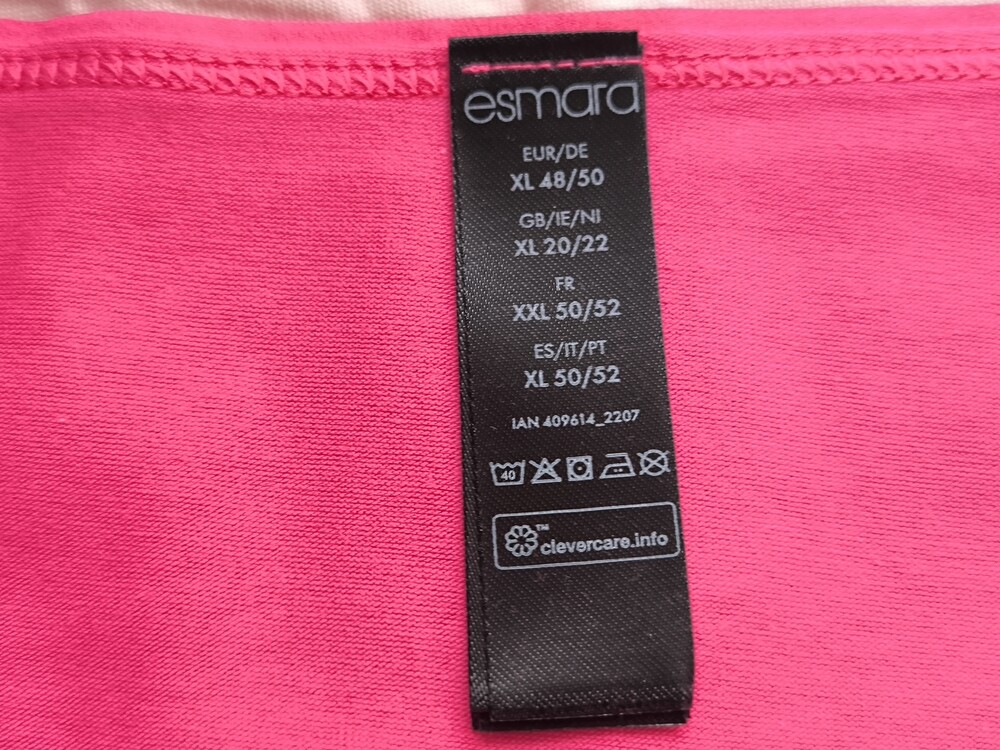 esmara
EUR/DE
XL 48/50
GB/IE/NI
XL 20/22
FR
XXL 50/52
ES/IT/PT
XL 50/52
IAN 409614_2207
40
™
clevercare.info